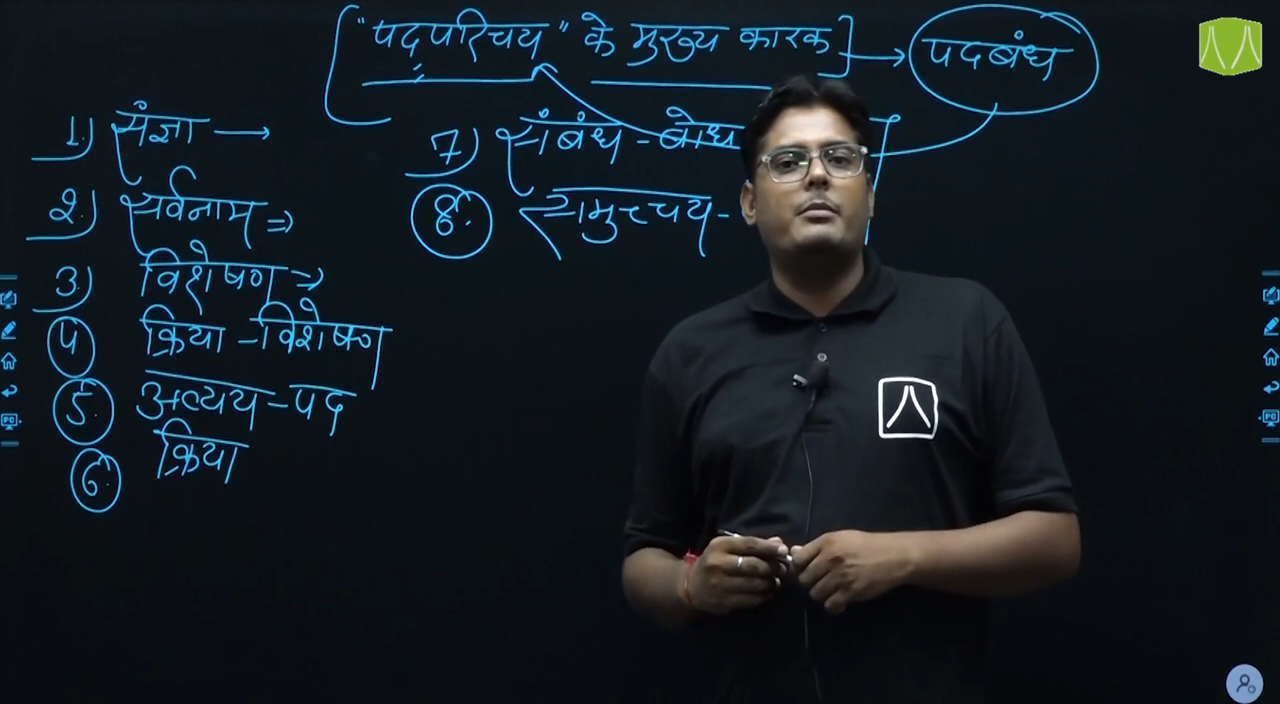 "पदपरिचय" के मुख्य कारक → पदबंध
1.) संज्ञा →
2.) सर्वनाम ⇒
3.) विशेषण →
4 क्रिया - विशेषण
5. अव्यय - पद
6. क्रिया
7.) संबंध - बोध
8. समुच्चय -